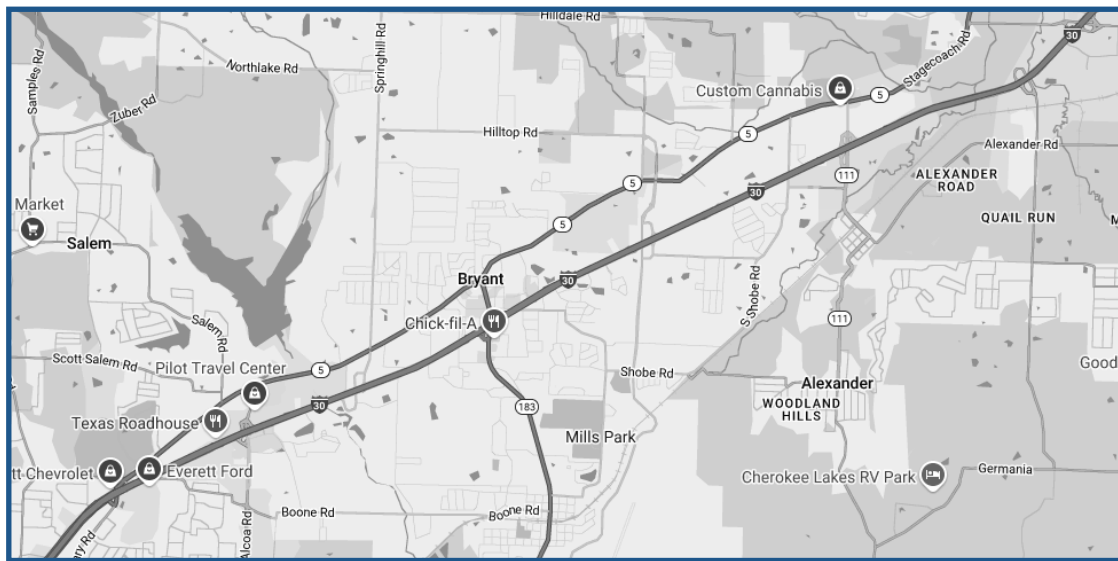 Hilldale Rd
30
Samples Rd
Northlake Rd
Springhill Rd
Stagecoach Rd
Custom Cannabis
5
Zuber Rd
5
Hilltop Rd
Alexander Rd
111
ALEXANDER
ROAD
5
30
Market
QUAIL RUN
M
5
Salem
Bryant
30
S Shobe Rd
Chick-fil-A
111
Salem Rd
Scott Salem Rd
Pilot Travel Center
5
Shobe Rd
Good
Alexander
30
183
WOODLAND
HILLS
Texas Roadhouse
Mills Park
tt Chevrolet
Everett Ford
Cherokee Lakes RV Park
Germania
Boone Rd
Boone Rd
ary Rd
Alcoa Rd